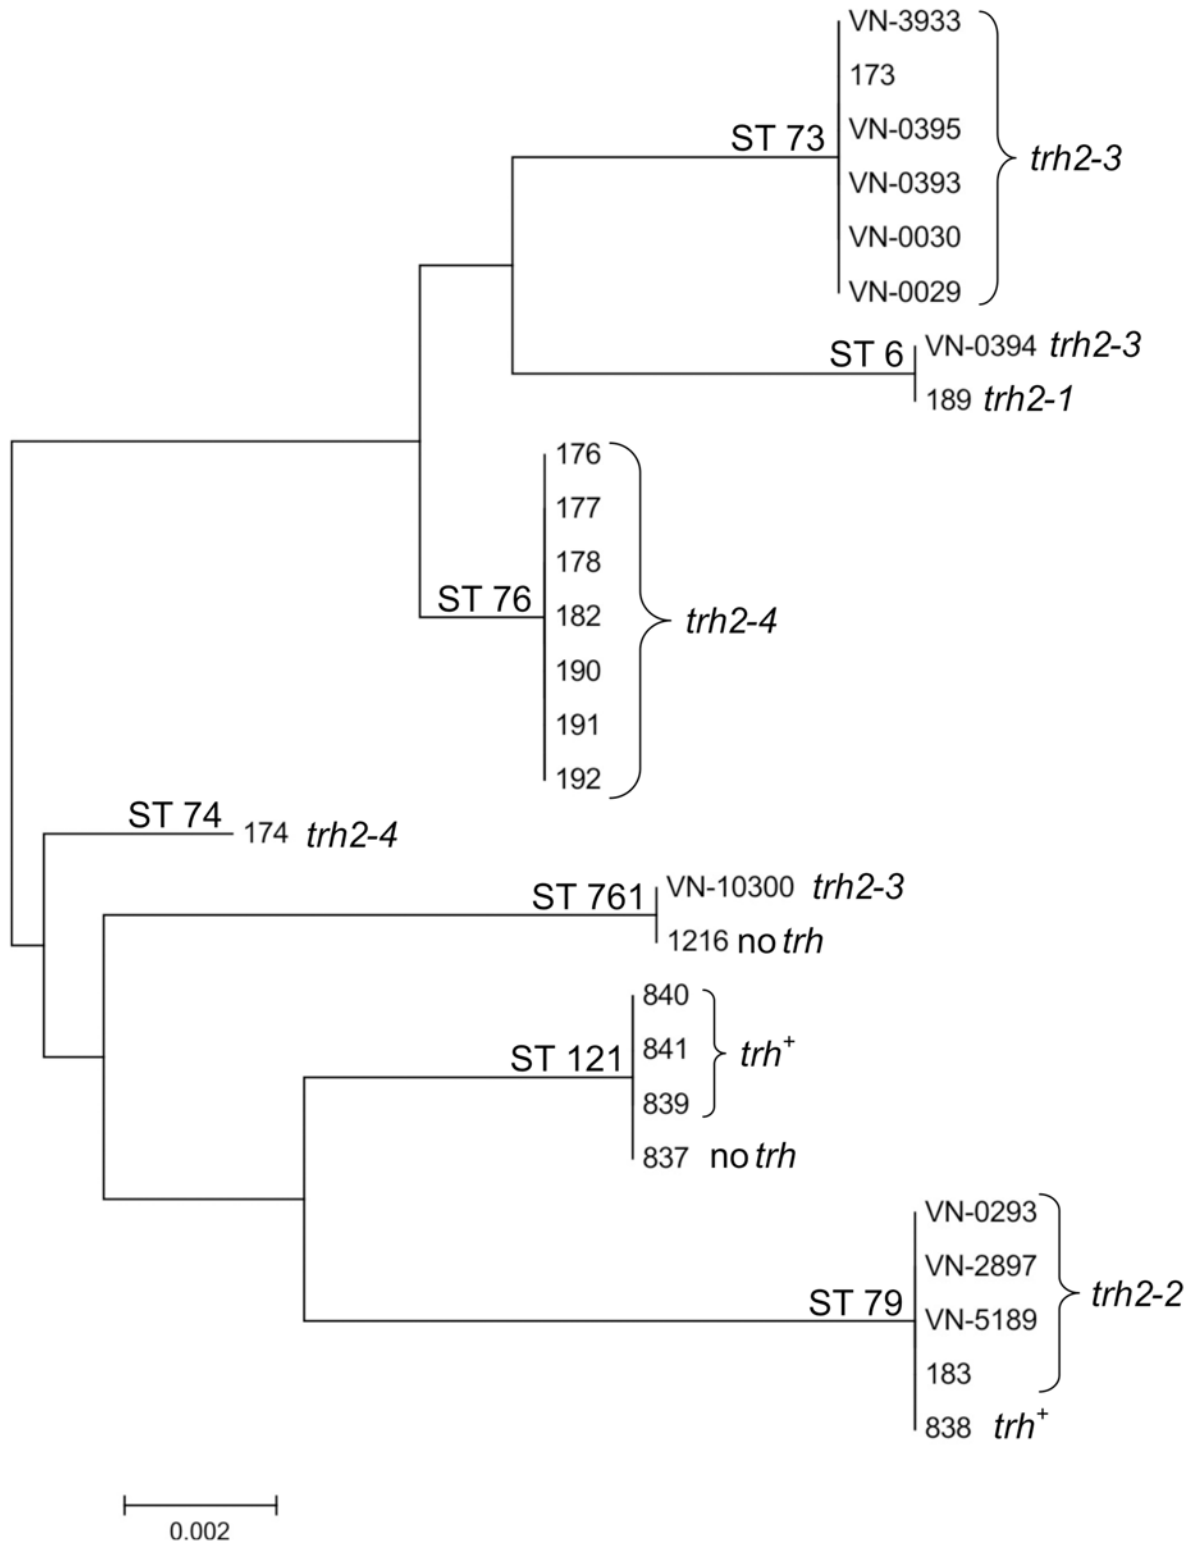 VN-3933
173
ST 73 VN-0395
trh2-3
VN-0393
VN-0030
VN-0029
ST 6 VN-0394 trh2-3
189 trh2-1
176
177
178
ST 76 182 trh2-4
190
191
192
ST 74 174 trh2-4
ST 761 VN-10300 trh2-3
1216 no trh
840
ST 121 841 trh+
839
837 no trh
VN-0293
VN-2897
trh2-2
ST 79 VN-5189
183
838 trh+
0.002